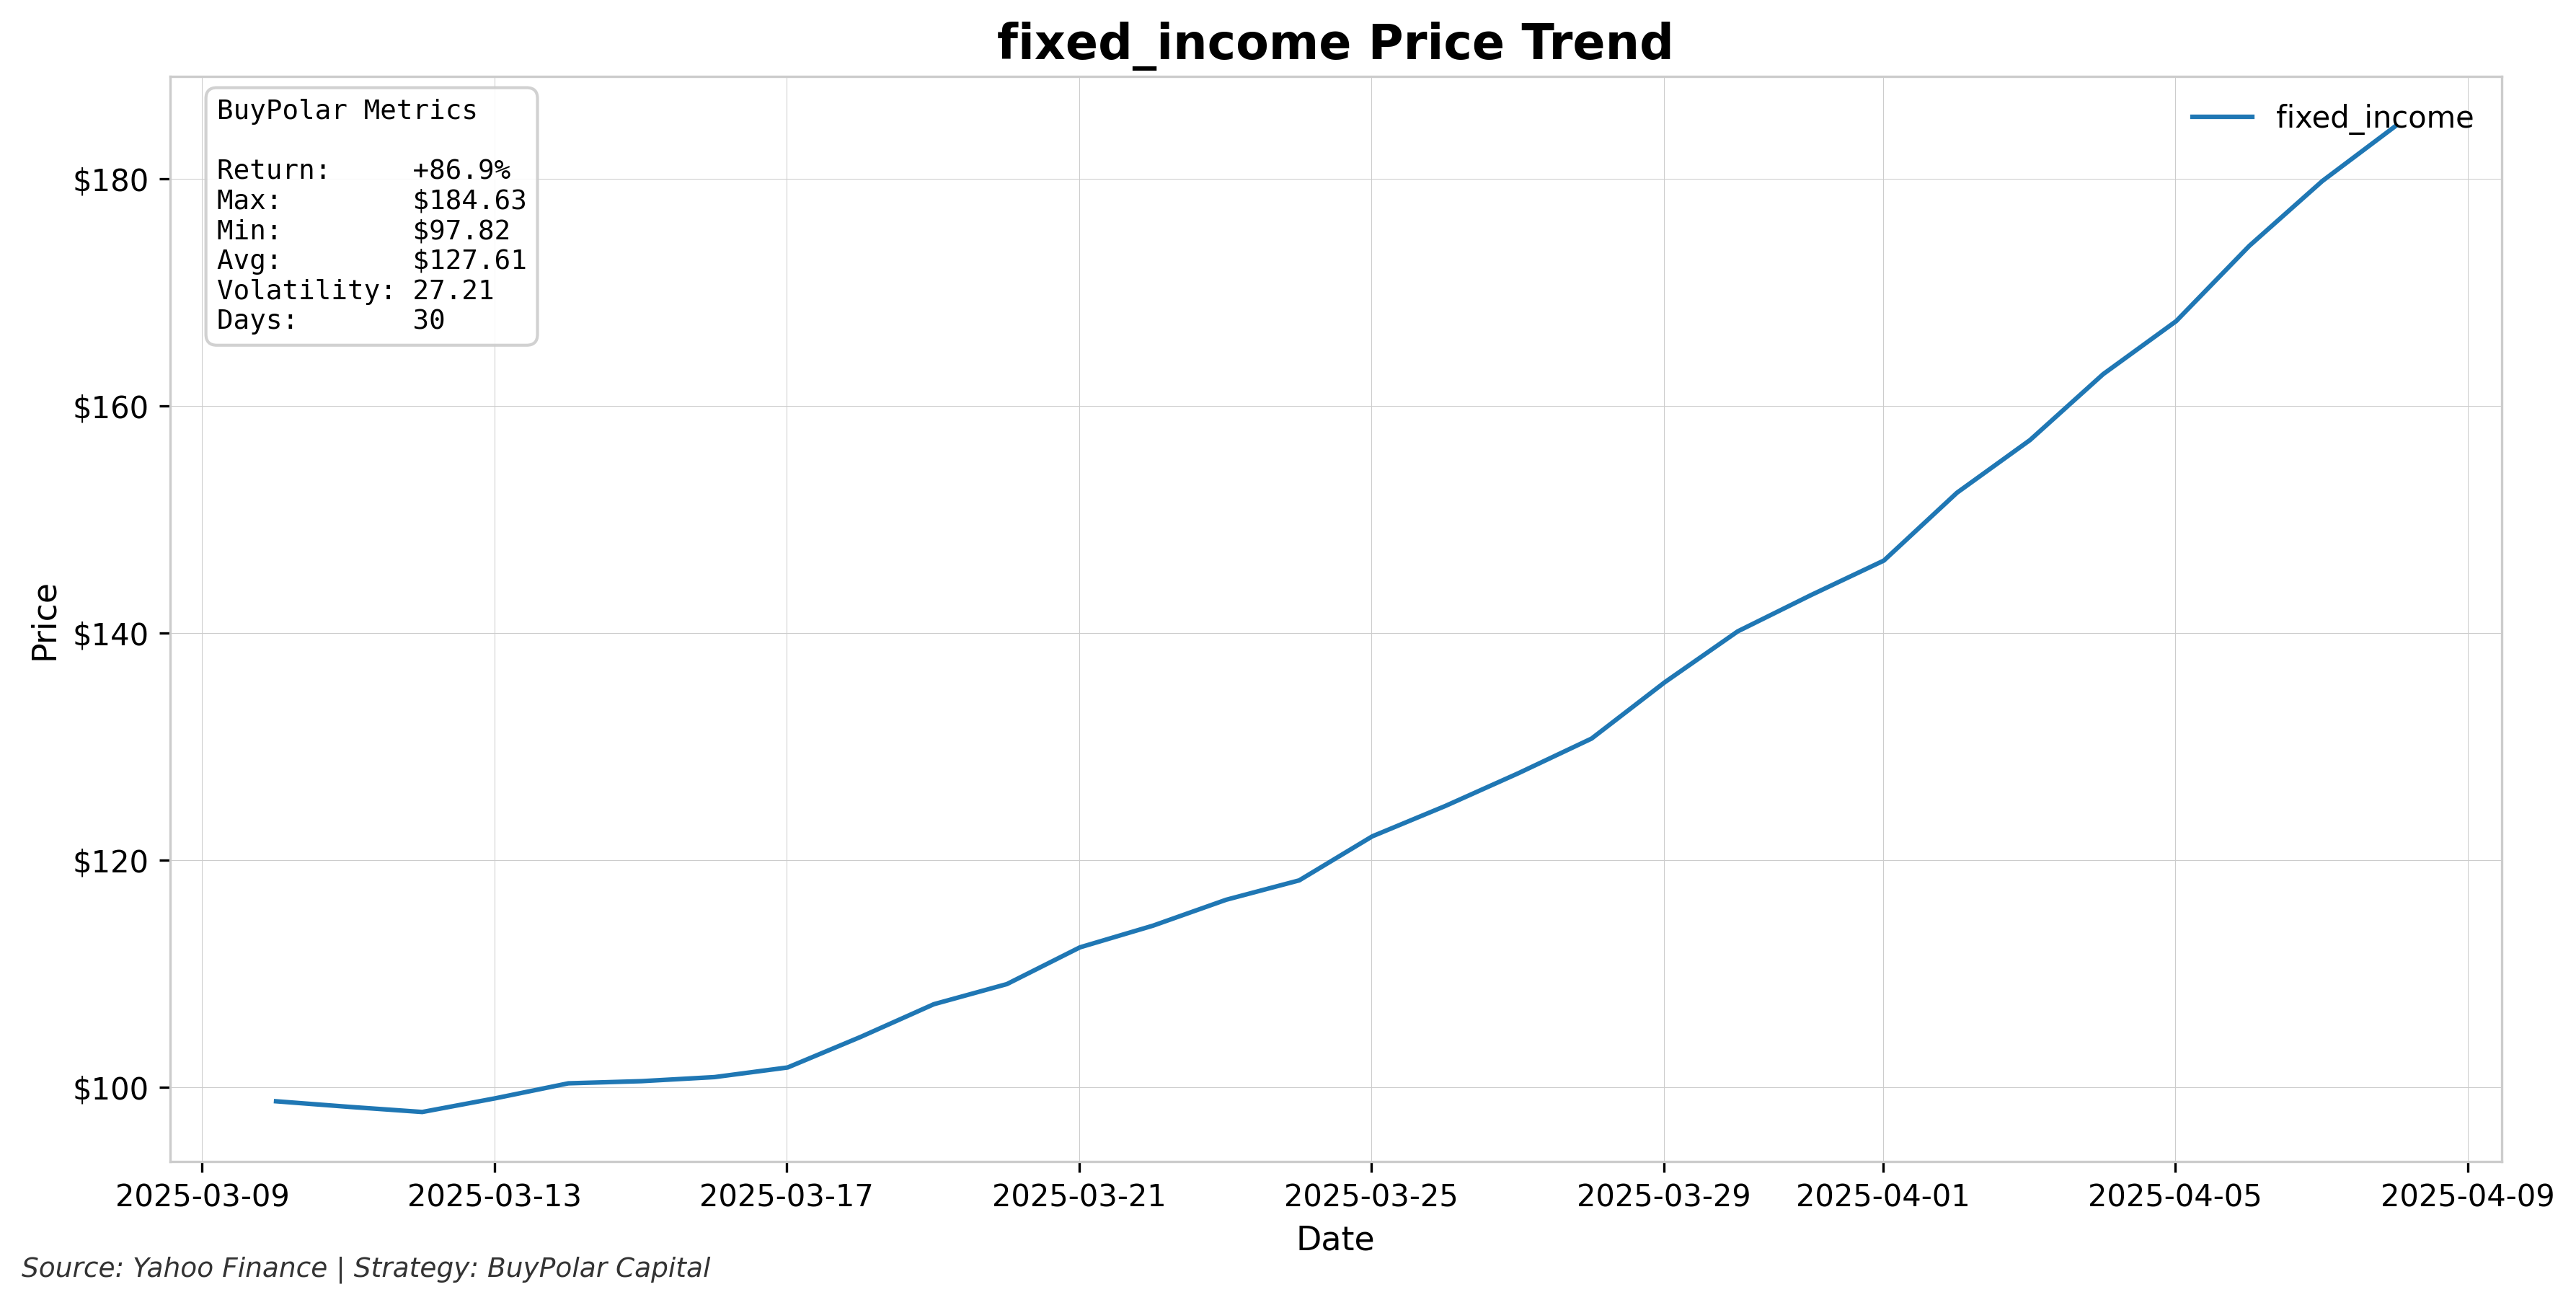 fixed_income Price Trend
BuyPolar Metrics
Return: +86.9%
Max: $184.63
Min: $97.82
Avg: $127.61
Volatility: 27.21
Days: 30
fixed_income
$180
$160
$140
$120
$100
Price
2025-03-09 2025-03-13 2025-03-17 2025-03-21 2025-03-25 2025-03-29 2025-04-01 2025-04-05 2025-04-09
Date
Source: Yahoo Finance | Strategy: BuyPolar Capital